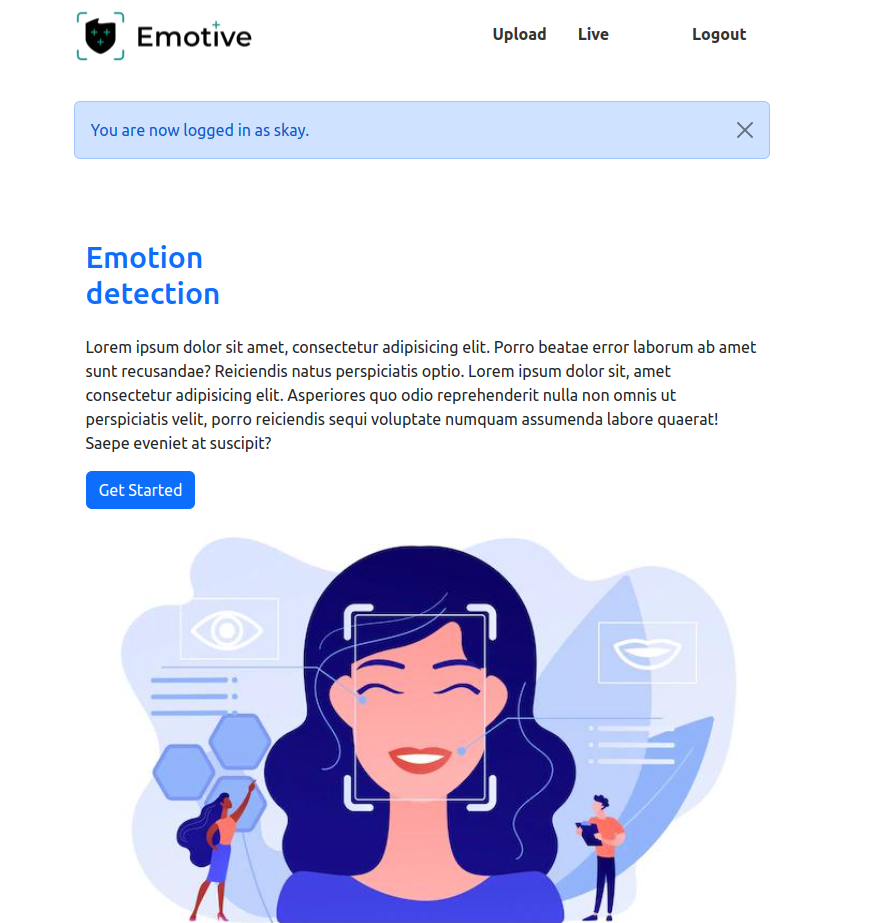 Emotive
Upload Live Logout
You are now logged in as skay.
Emotion
detection
Lorem ipsum dolor sit amet, consectetur adipisicing elit. Porro beatae error laborum ab amet
sunt recusandae? Reiciendis natus perspiciatis optio. Lorem ipsum dolor sit, amet
consectetur adipisicing elit. Asperiores quo odio reprehenderit nulla non omnis ut
perspiciatis velit, porro reiciendis sequi voluptate numquam assumenda labore quaerat!
Saepe eveniet at suscipit?
Get Started